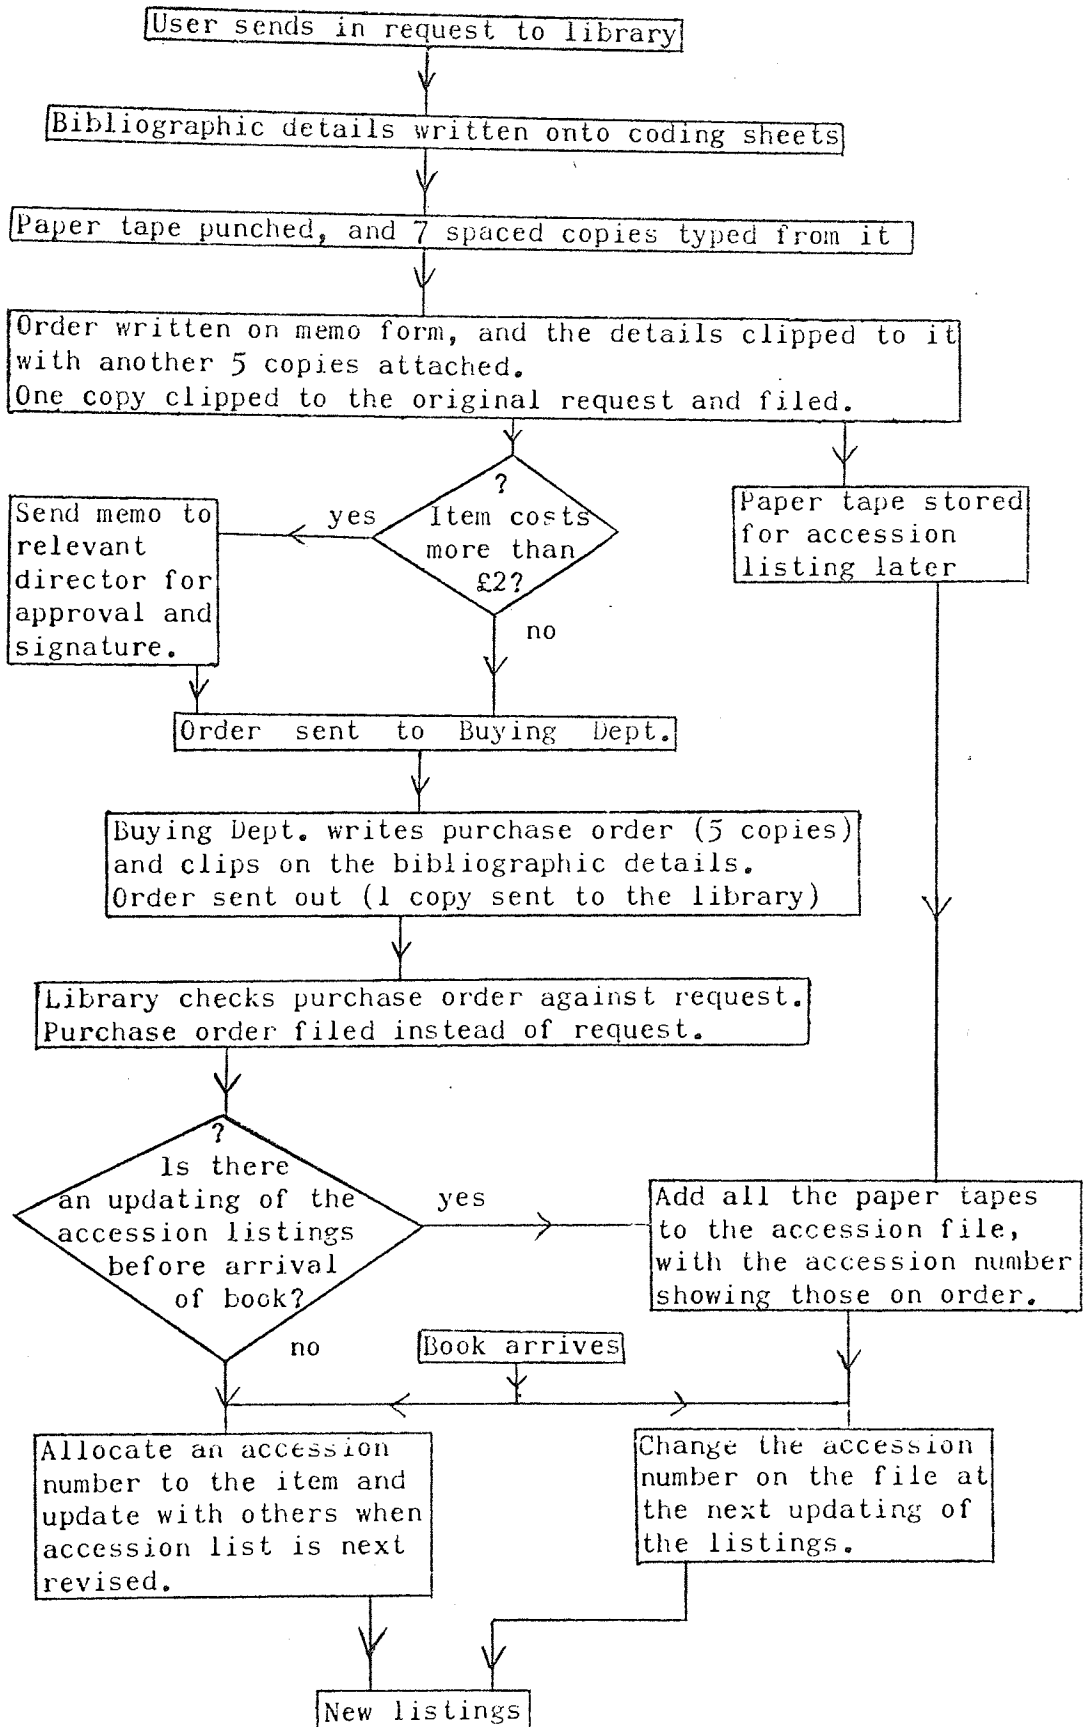 User sends in request to library
Bibliographic details written onto coding sheets
Paper tape punched, and 7 spaced copies typed from it
Order written on memo form, and the details clipped to it
with another 5 copies attached.
One copy clipped to the original request and filed.
?
Item costs
more than
£2?
yes
no
Send memo to
relevant
director for
approval and
signature.
Paper tape stored
for accession
listing later
Order sent to Buying Dept.
Buying Dept. writes purchase order (5 copies)
and clips on the bibliographic details.
Order sent out (1 copy sent to the library)
Library checks purchase order against request.
Purchase order filed instead of request.
?
Is there
an updating of the
accession listings
before arrival
of book?
yes
no
Add all the paper tapes
to the accession file,
with the accession number
showing those on order.
Book arrives
Allocate an accession
number to the item and
update with others when
accession list is next
revised.
Change the accession
number on the file at
the next updating of
the listings.
New listings